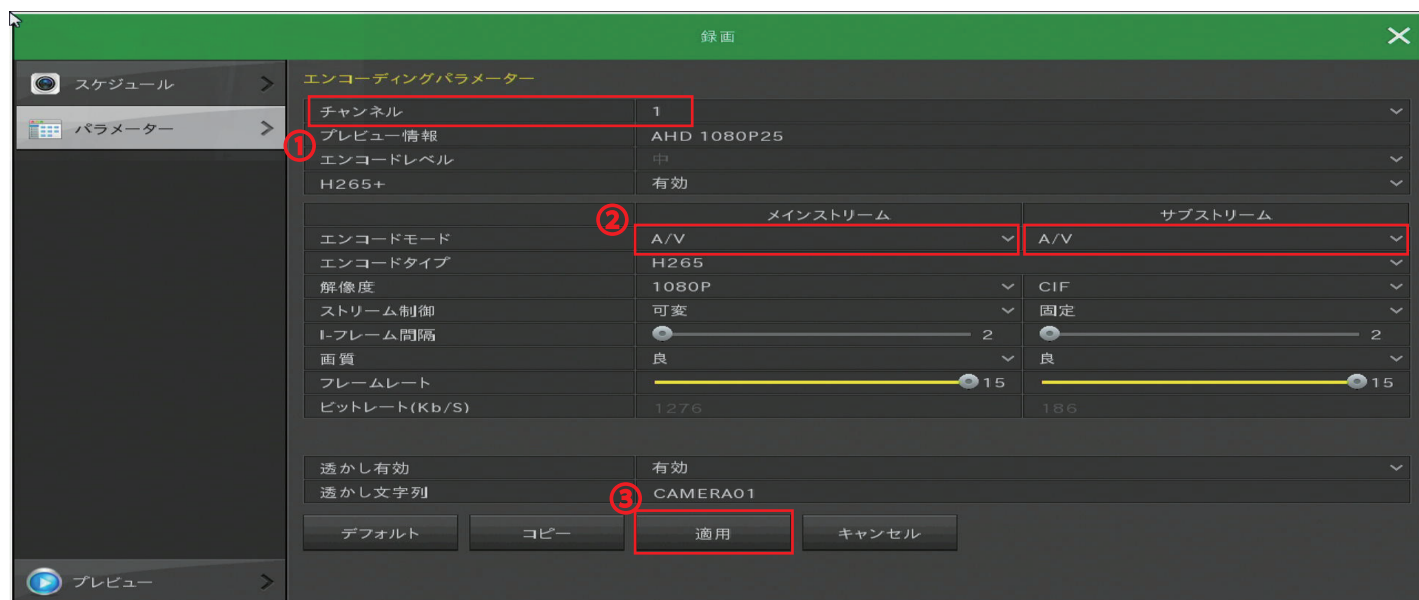 録画
スケジュール
パラメーター
プレビュー
エンコーディングパラメーター
① チャンネル 1
プレビュー情報 AHD 1080P25
エンコードレベル 中
H265+ 有効
② メインストリーム サブストリーム
エンコードモード A/V A/V
エンコードタイプ H265
解像度 1080P CIF
ストリーム制御 可変 固定
I-フレーム間隔 2 2
画質 良 良
フレームレート 15 15
ビットレート(Kb/S) 1276 186
透かし有効 有効
透かし文字列 CAMERA01
③ デフォルト コピー 適用 キャンセル